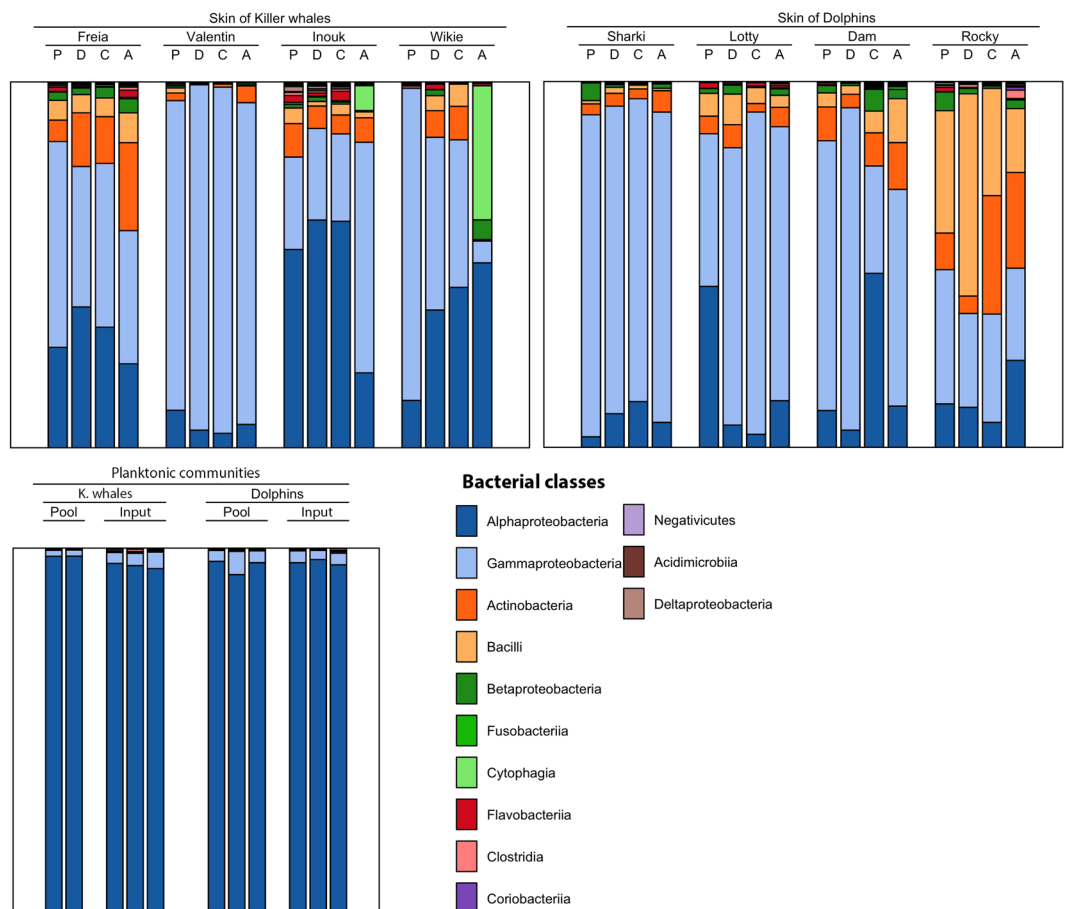 Skin of Killer whales
Freia Valentin Inouk Wikie
P D C A P D C A P D C A P D C A
Skin of Dolphins
Sharki Lotty Dam Rocky
P D C A P D C A P D C A P D C A
Planktonic communities
K. whales Dolphins
Pool Input Pool Input
Bacterial classes
Alphaproteobacteria
Gammaproteobacteria
Actinobacteria
Bacilli
Betaproteobacteria
Fusobacteriia
Cytophagia
Flavobacteriia
Clostridia
Coriobacteriia
Negativicutes
Acidimicrobiia
Deltaproteobacteria